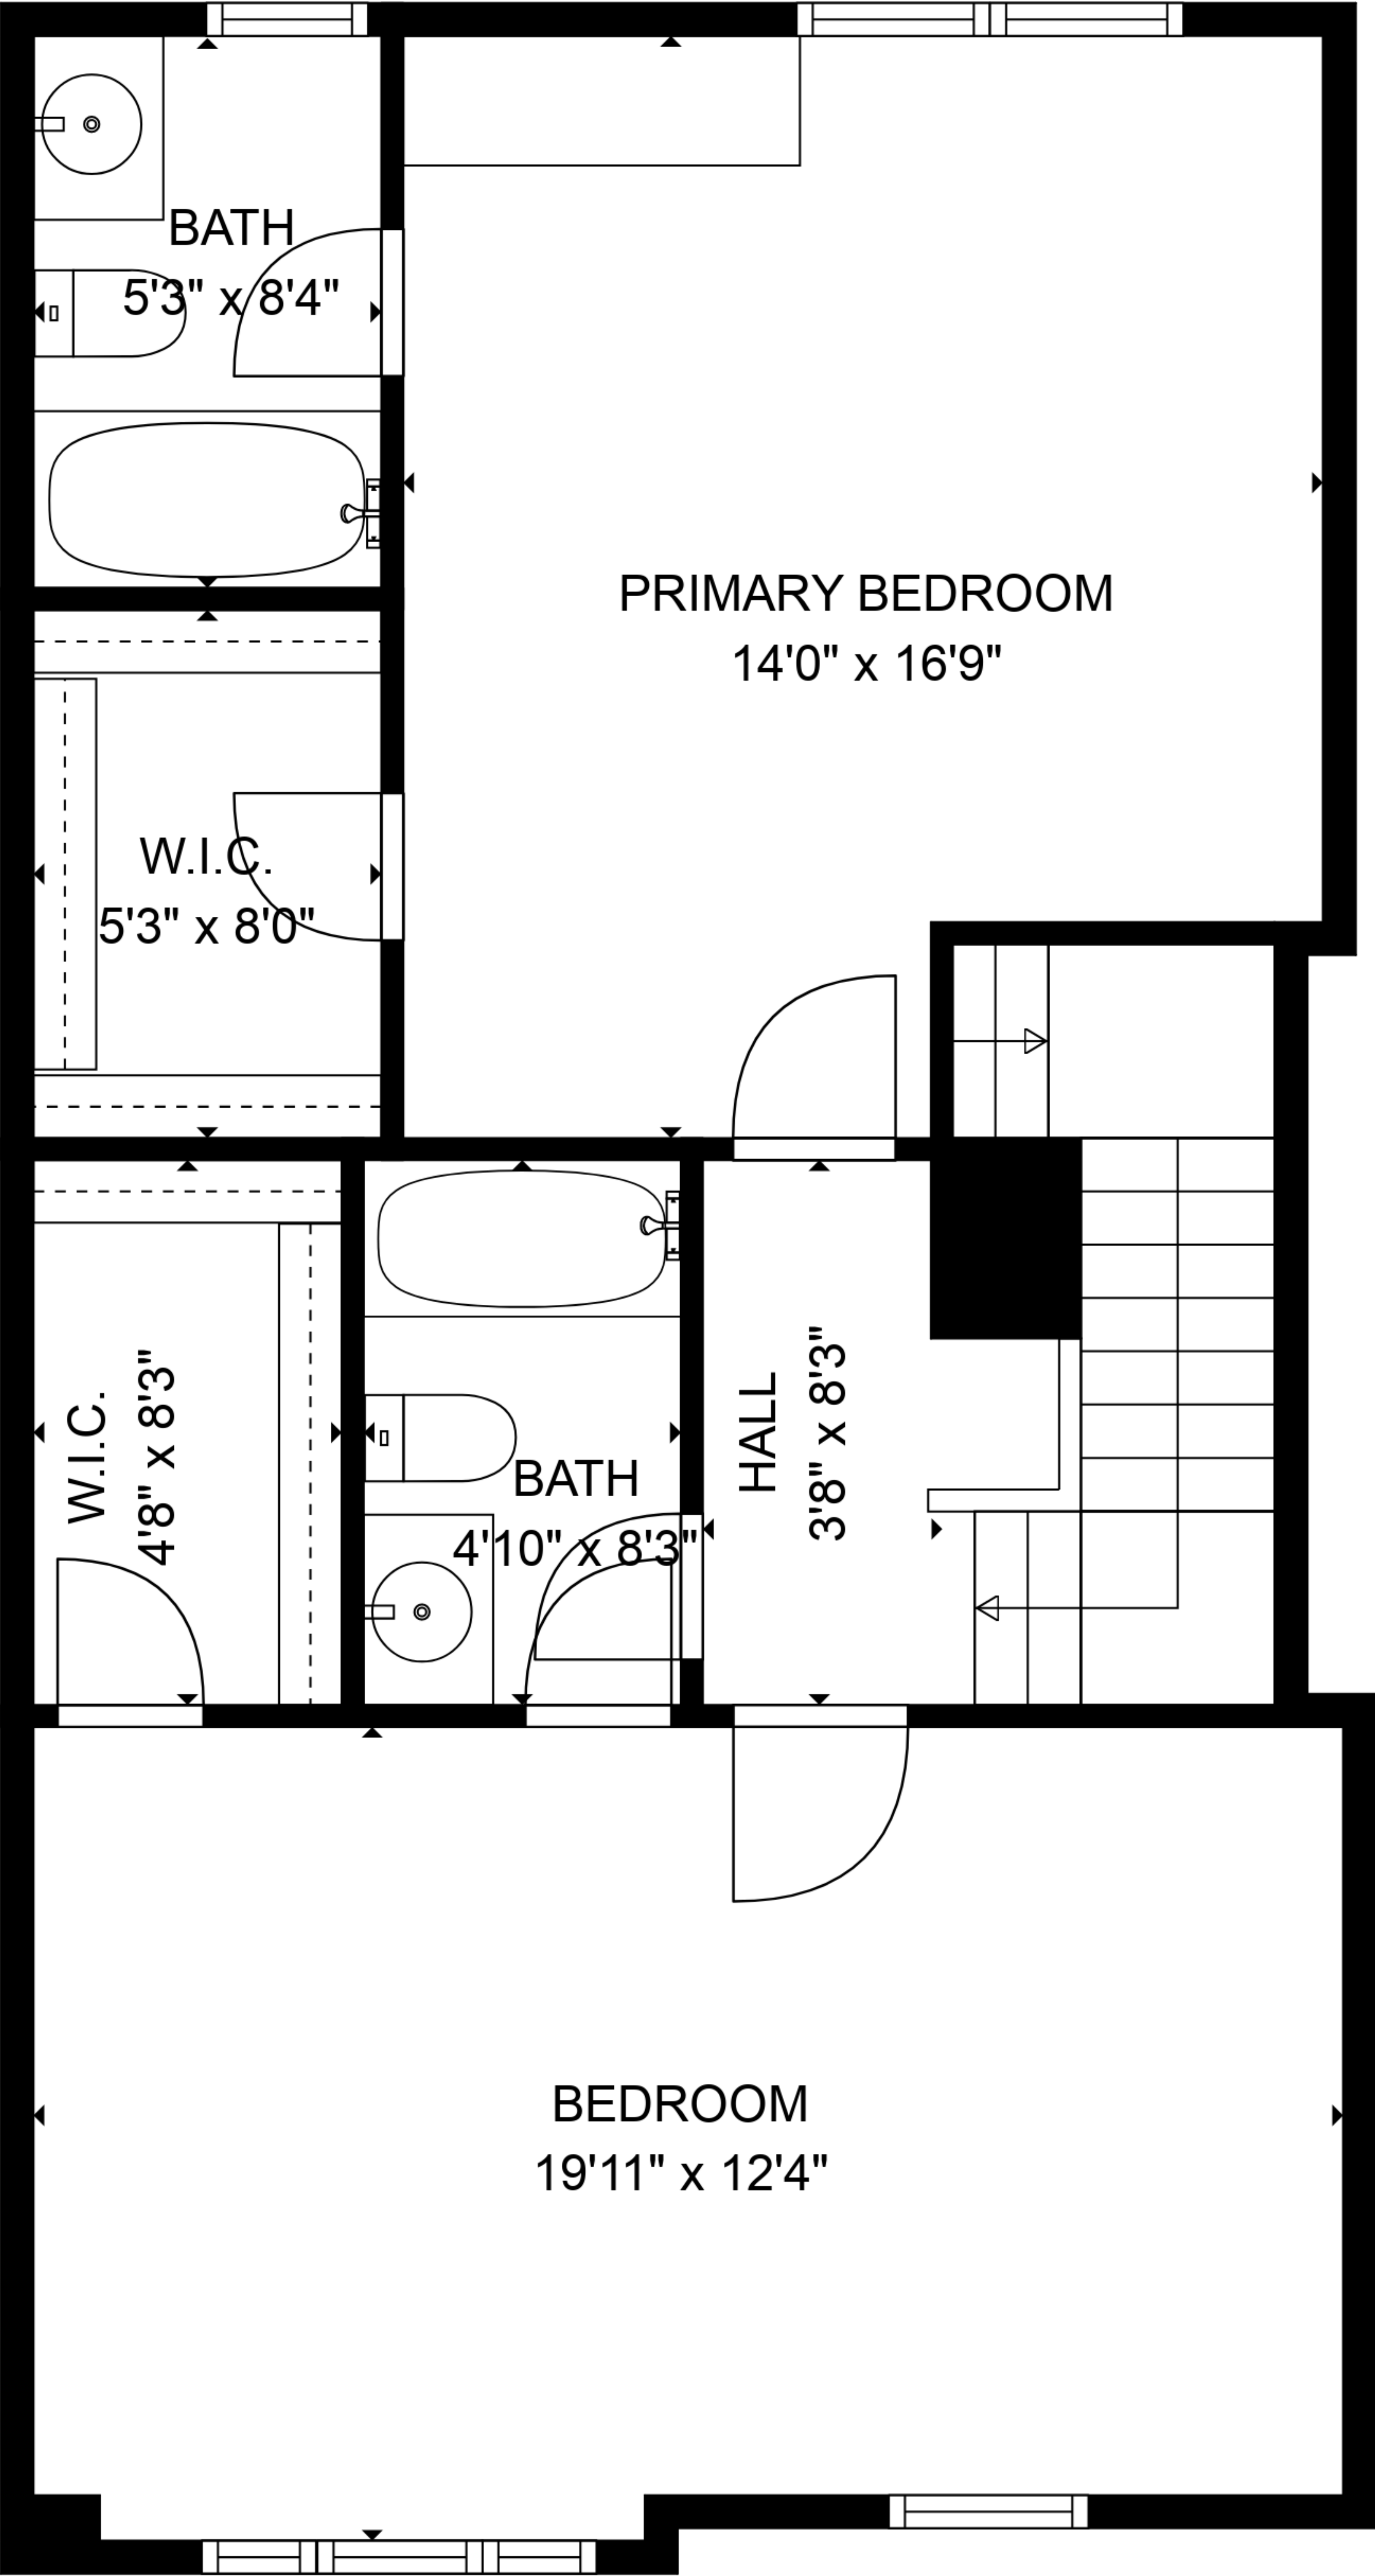 BATH
5'3" x 8'4"
PRIMARY BEDROOM
14'0" x 16'9"
W.I.C.
5'3" x 8'0"
W.I.C.
4'8" x 8'3"
BATH
4'10" x 8'3"
HALL
3'8" x 8'3"
BEDROOM
19'11" x 12'4"